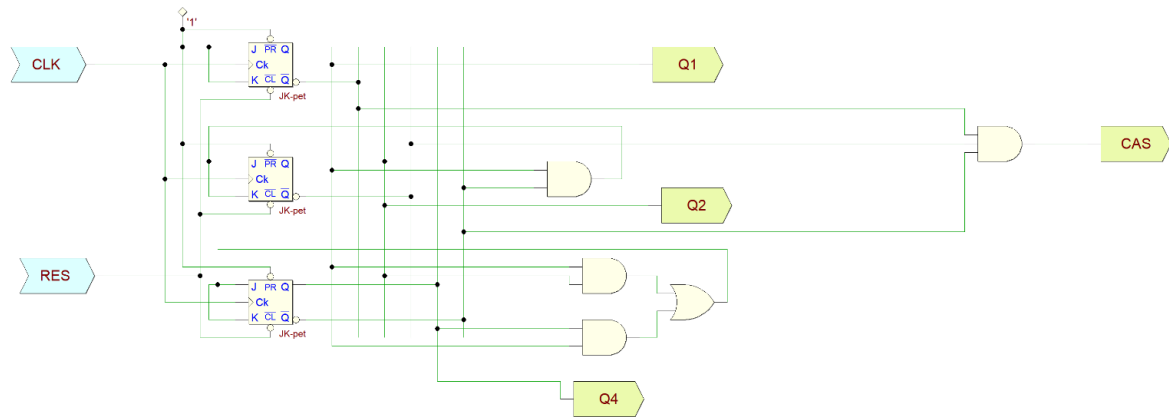 '1'
J PR Q
CLK
Ck
Q1
K CL Q
JK-pet
CAS
J PR Q
Ck
K CL Q
Q2
JK-pet
RES
J PR Q
Ck
K CL Q
JK-pet
Q4